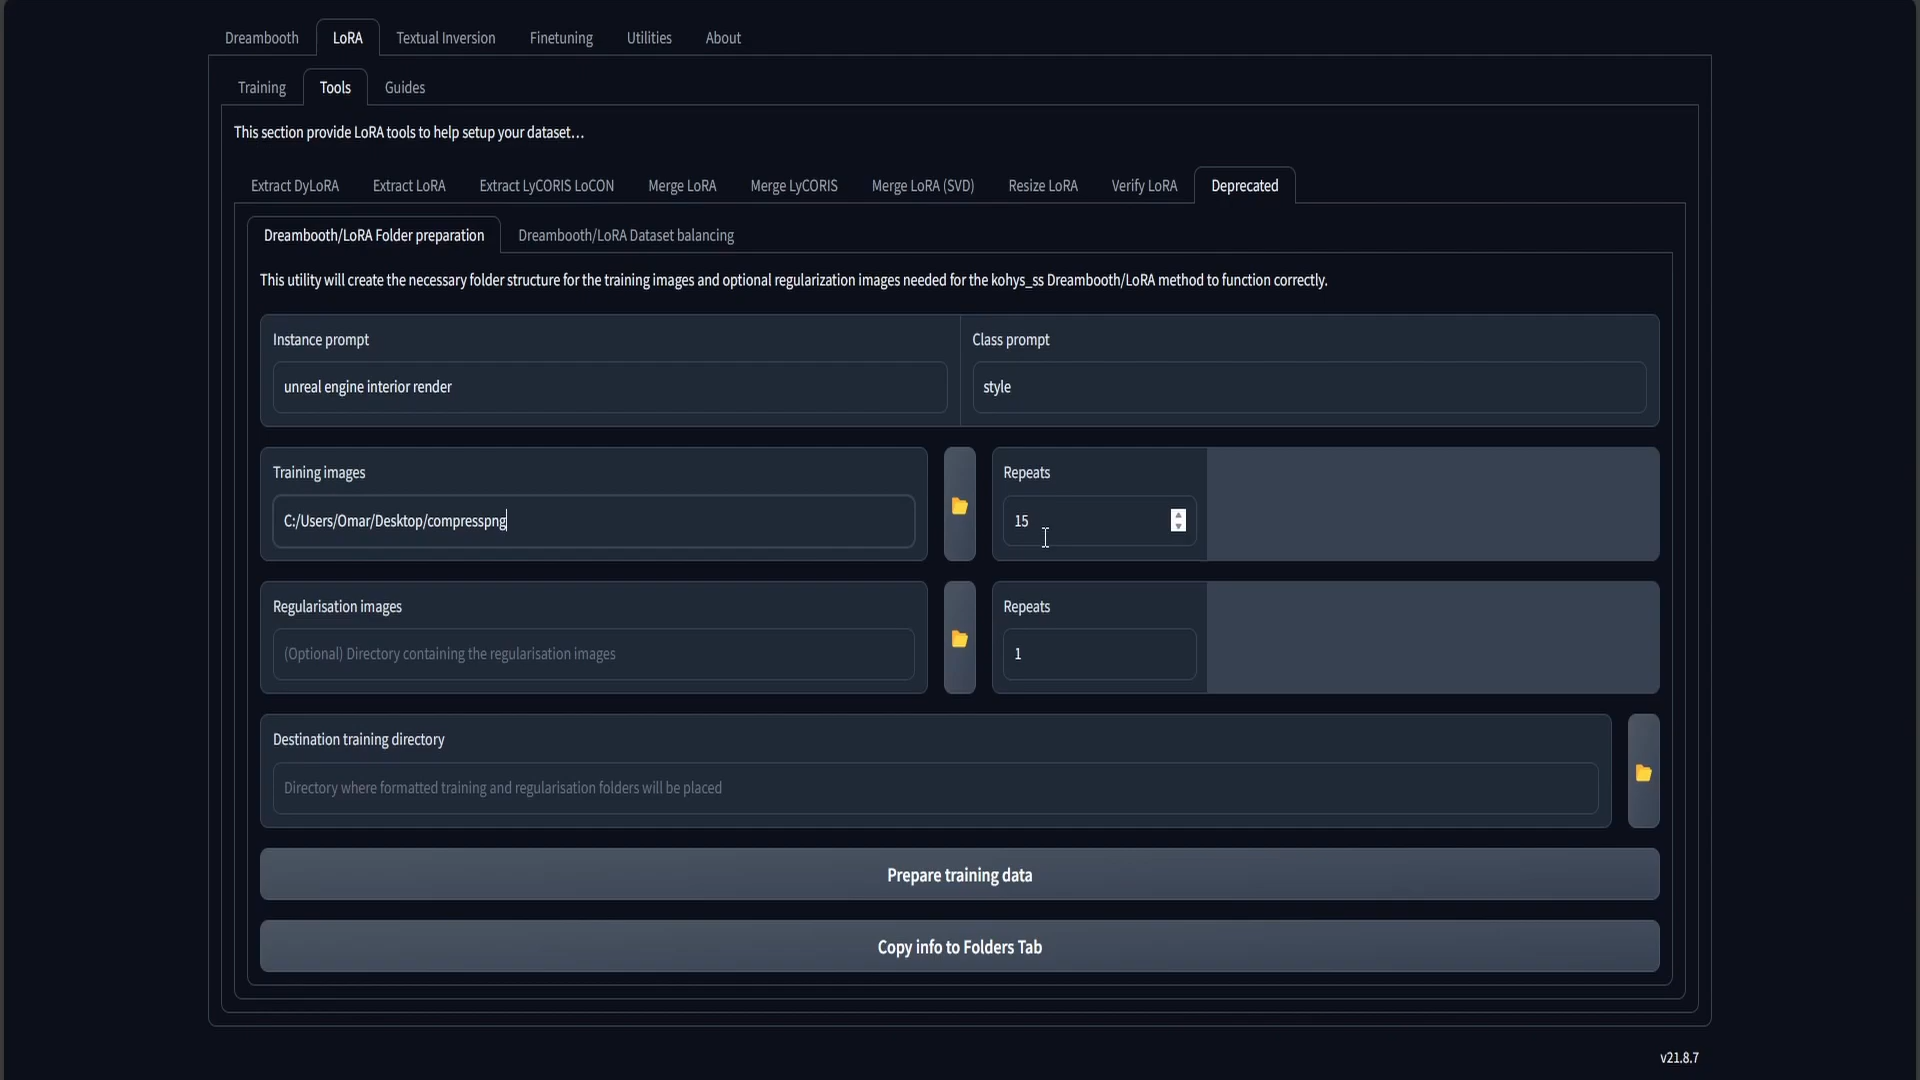 Dreambooth LoRA Textual Inversion Finetuning Utilities About
Training Tools Guides
This section provide LoRA tools to help setup your dataset...
Extract DyLoRA Extract LoRA Extract LyCORIS LoCON Merge LoRA Merge LyCORIS Merge LoRA (SVD) Resize LoRA Verify LoRA Deprecated
Dreambooth/LoRA Folder preparation Dreambooth/LoRA Dataset balancing
This utility will create the necessary folder structure for the training images and optional regularization images needed for the kohys_ss Dreambooth/LoRA method to function correctly.
Instance prompt Class prompt
unreal engine interior render style
Training images Repeats
C:/Users/Omar/Desktop/compresspng 15
Regularisation images Repeats
(Optional) Directory containing the regularisation images 1
Destination training directory
Directory where formatted training and regularisation folders will be placed
Prepare training data
Copy info to Folders Tab
v21.8.7